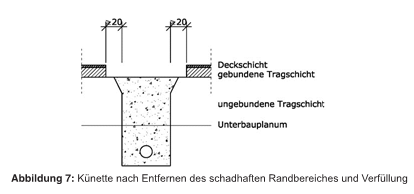 ≥20 ≥20
Deckschicht
gebundene Tragschicht
ungebundene Tragschicht
Unterbauplanum
Abbildung 7: Künette nach Entfernen des schadhaften Randbereiches und Verfüllung